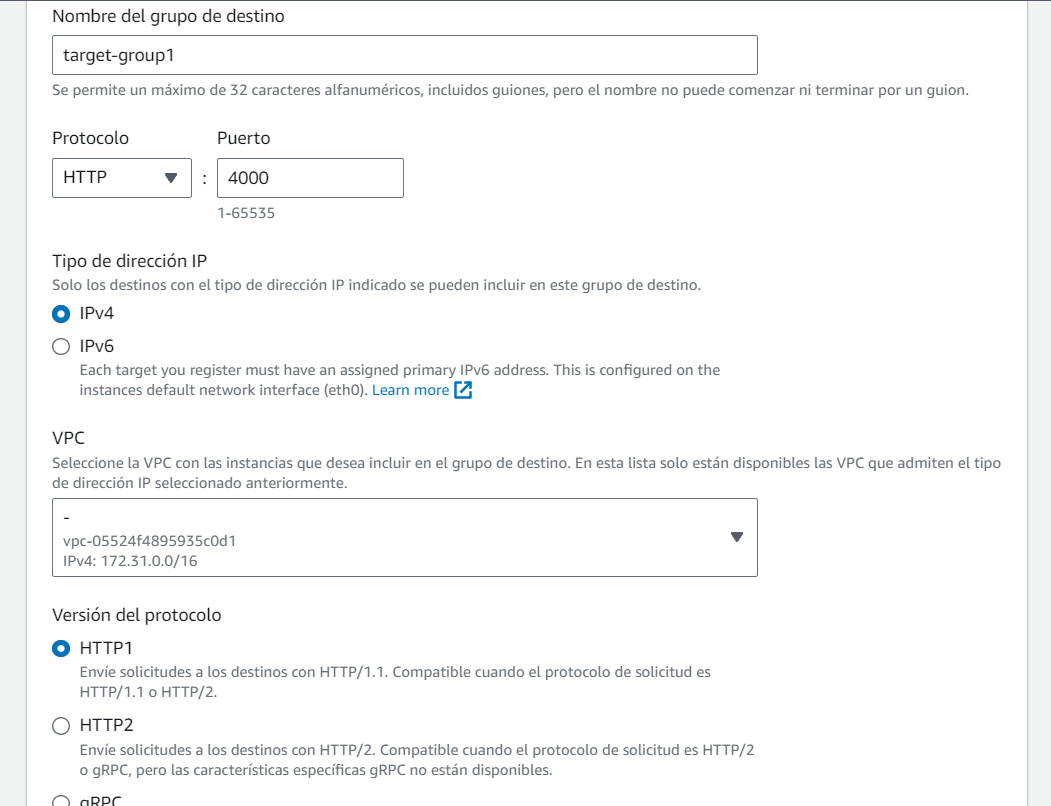 Nombre del grupo de destino
target-group1
Se permite un máximo de 32 caracteres alfanuméricos, incluidos guiones, pero el nombre no puede comenzar ni terminar por un guion.
Protocolo
Puerto
HTTP
:
4000
1-65535
Tipo de dirección IP
Solo los destinos con el tipo de dirección IP indicado se pueden incluir en este grupo de destino.
IPv4
IPv6
Each target you register must have an assigned primary IPv6 address. This is configured on the
instances default network interface (eth0). Learn more
VPC
Seleccione la VPC con las instancias que desea incluir en el grupo de destino. En esta lista solo están disponibles las VPC que admiten el tipo
de dirección IP seleccionado anteriormente.
-
vpc-05524f4895935c0d1
IPv4: 172.31.0.0/16
Versión del protocolo
HTTP1
Envíe solicitudes a los destinos con HTTP/1.1. Compatible cuando el protocolo de solicitud es
HTTP/1.1 o HTTP/2.
HTTP2
Envíe solicitudes a los destinos con HTTP/2. Compatible cuando el protocolo de solicitud es HTTP/2
o gRPC, pero las características específicas gRPC no están disponibles.
gRPC